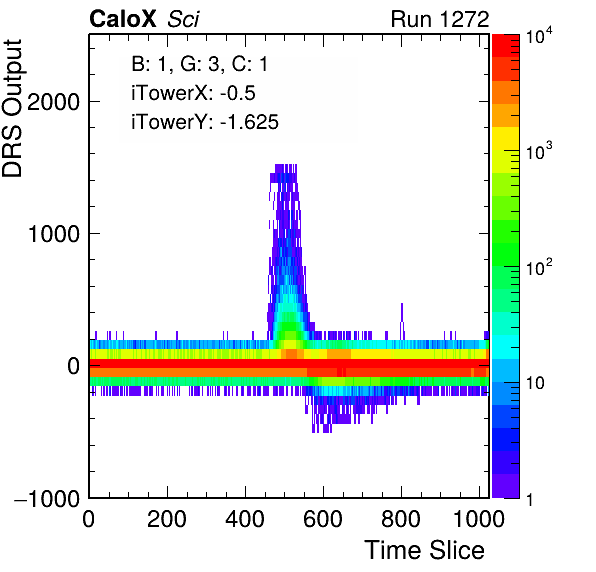 CaloX Sci Run 1272
B: 1, G: 3, C: 1
iTowerX: -0.5
iTowerY: -1.625
DRS Output
2000
1000
0
−1000
0 200 400 600 800 1000
Time Slice
10^4
10^3
10^2
10
1